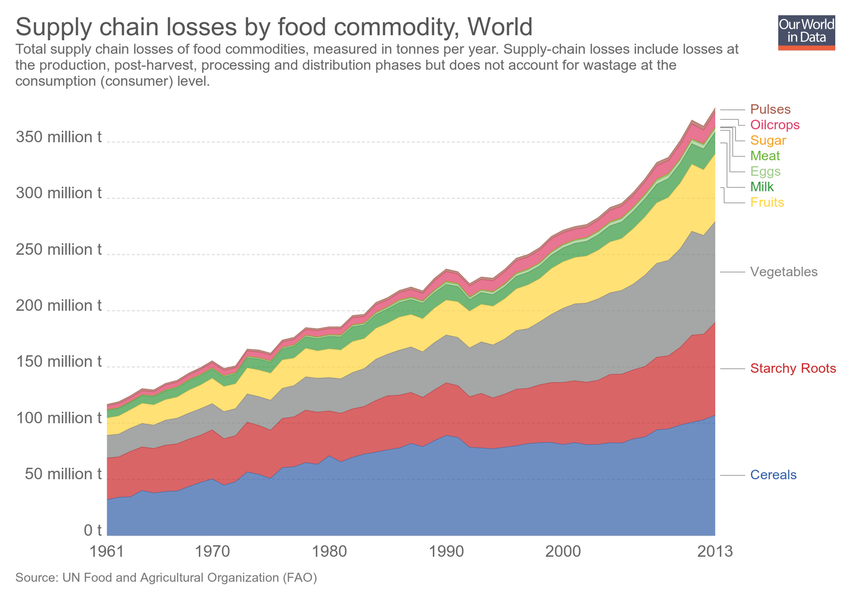 Supply chain losses by food commodity, World
Our World
in Data
Total supply chain losses of food commodities, measured in tonnes per year. Supply-chain losses include losses at
the production, post-harvest, processing and distribution phases but does not account for wastage at the
consumption (consumer) level.
350 million t
300 million t
250 million t
200 million t
150 million t
100 million t
50 million t
0 t
Pulses
Oilcrops
Sugar
Meat
Eggs
Milk
Fruits
Vegetables
Starchy Roots
Cereals
1961
1970
1980
1990
2000
2013
Source: UN Food and Agricultural Organization (FAO)